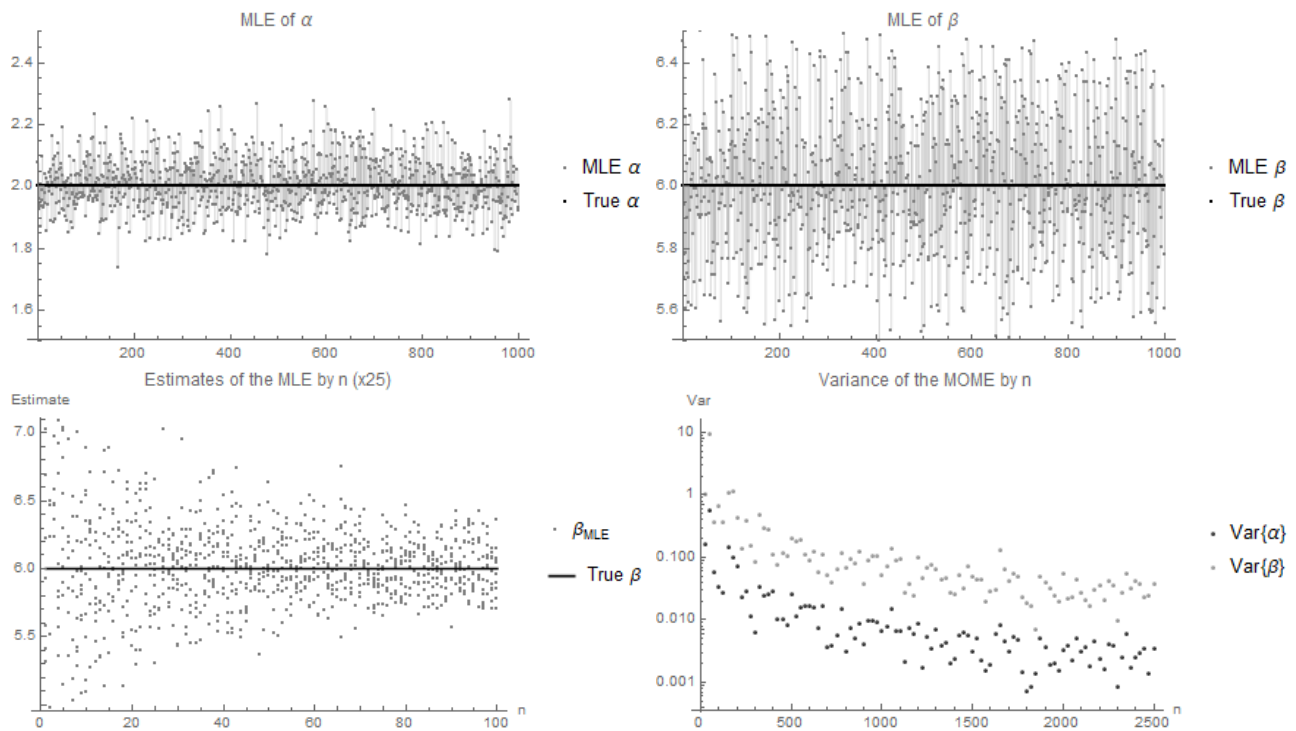 MLE of α
2.4
2.2
2.0
1.8
1.6
200
400
600
800
1000
MLE α
True α
MLE of β
6.4
6.2
6.0
5.8
5.6
200
400
600
800
1000
MLE β
True β
Estimates of the MLE by n (x25)
Estimate
7.0
6.5
6.0
5.5
0
20
40
60
80
100
n
βMLE
True β
Variance of the MOME by n
Var
10
1
0.100
0.010
0.001
0
500
1000
1500
2000
2500
n
Var{α}
Var{β}